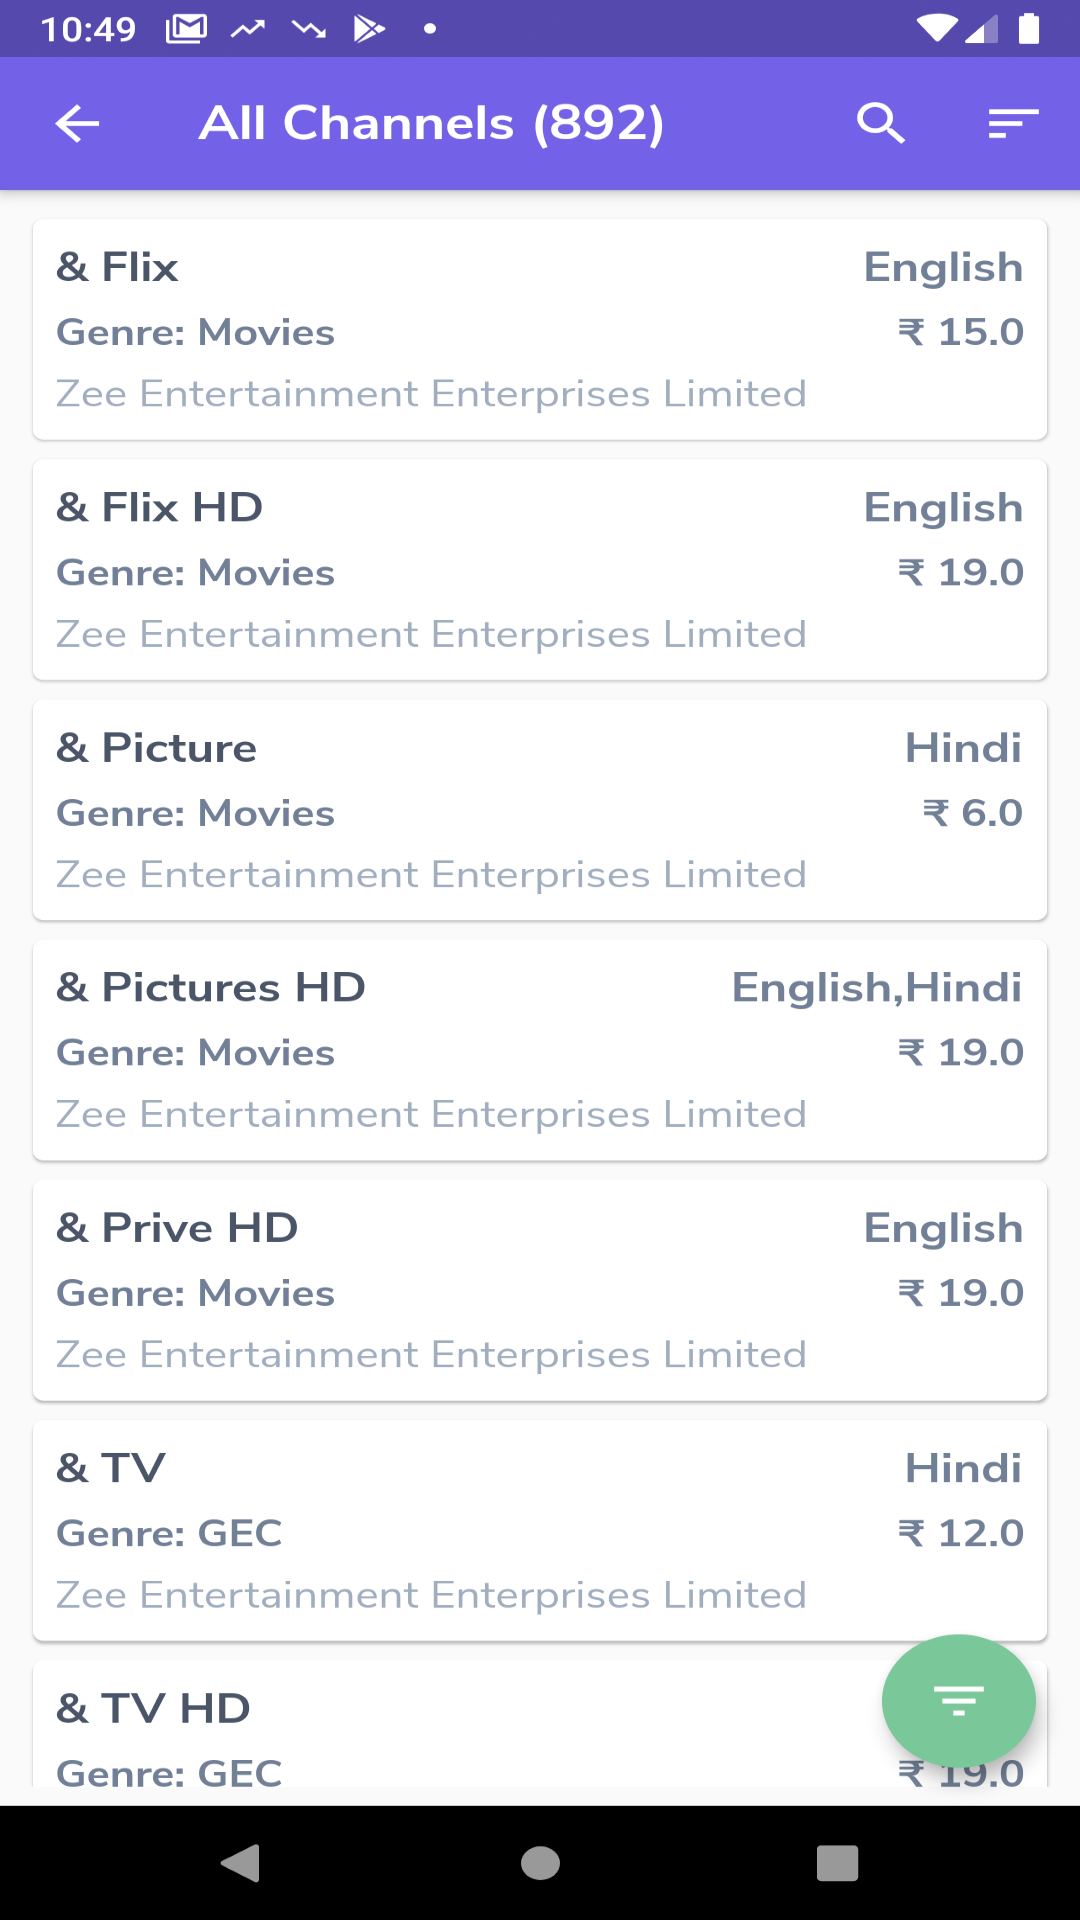 10:49
All Channels (892)
& Flix English
Genre: Movies ₹ 15.0
Zee Entertainment Enterprises Limited
& Flix HD English
Genre: Movies ₹ 19.0
Zee Entertainment Enterprises Limited
& Picture Hindi
Genre: Movies ₹ 6.0
Zee Entertainment Enterprises Limited
& Pictures HD English,Hindi
Genre: Movies ₹ 19.0
Zee Entertainment Enterprises Limited
& Prive HD English
Genre: Movies ₹ 19.0
Zee Entertainment Enterprises Limited
& TV Hindi
Genre: GEC ₹ 12.0
Zee Entertainment Enterprises Limited
& TV HD
Genre: GEC ₹ 19.0